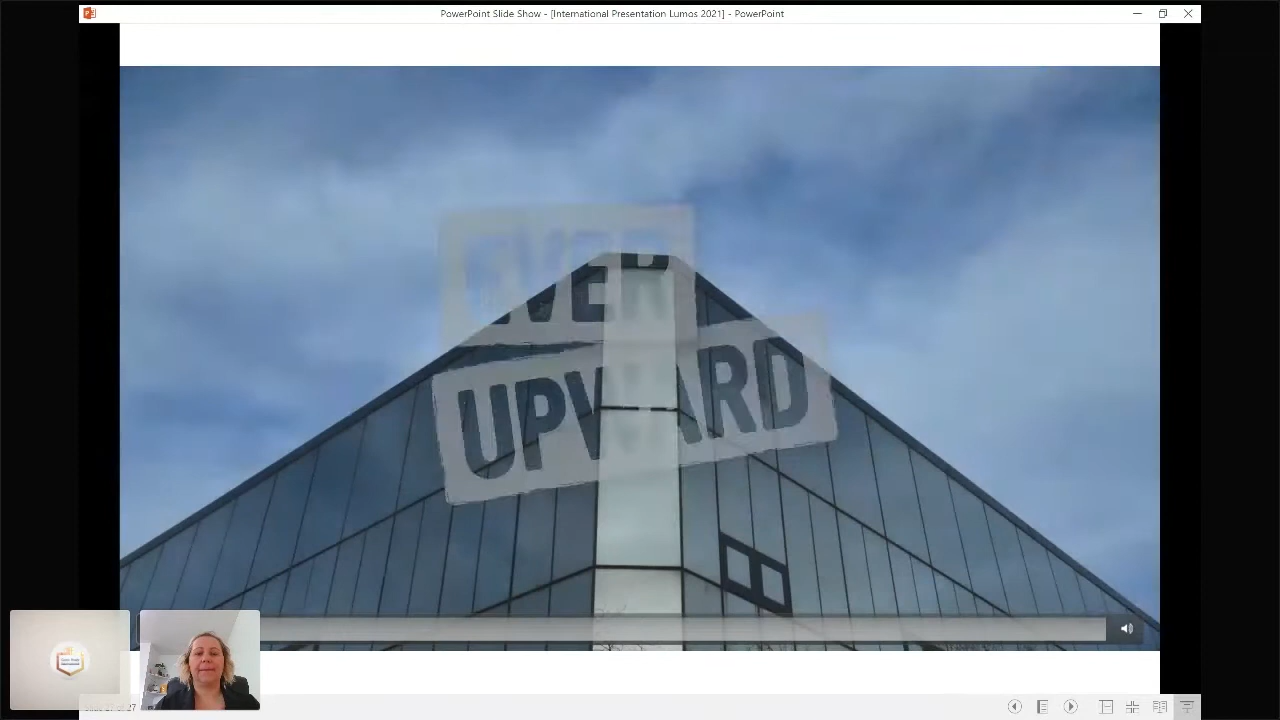 PowerPoint Slide Show - [International Presentation Lumos 2021] - PowerPoint
EVER
UPWARD